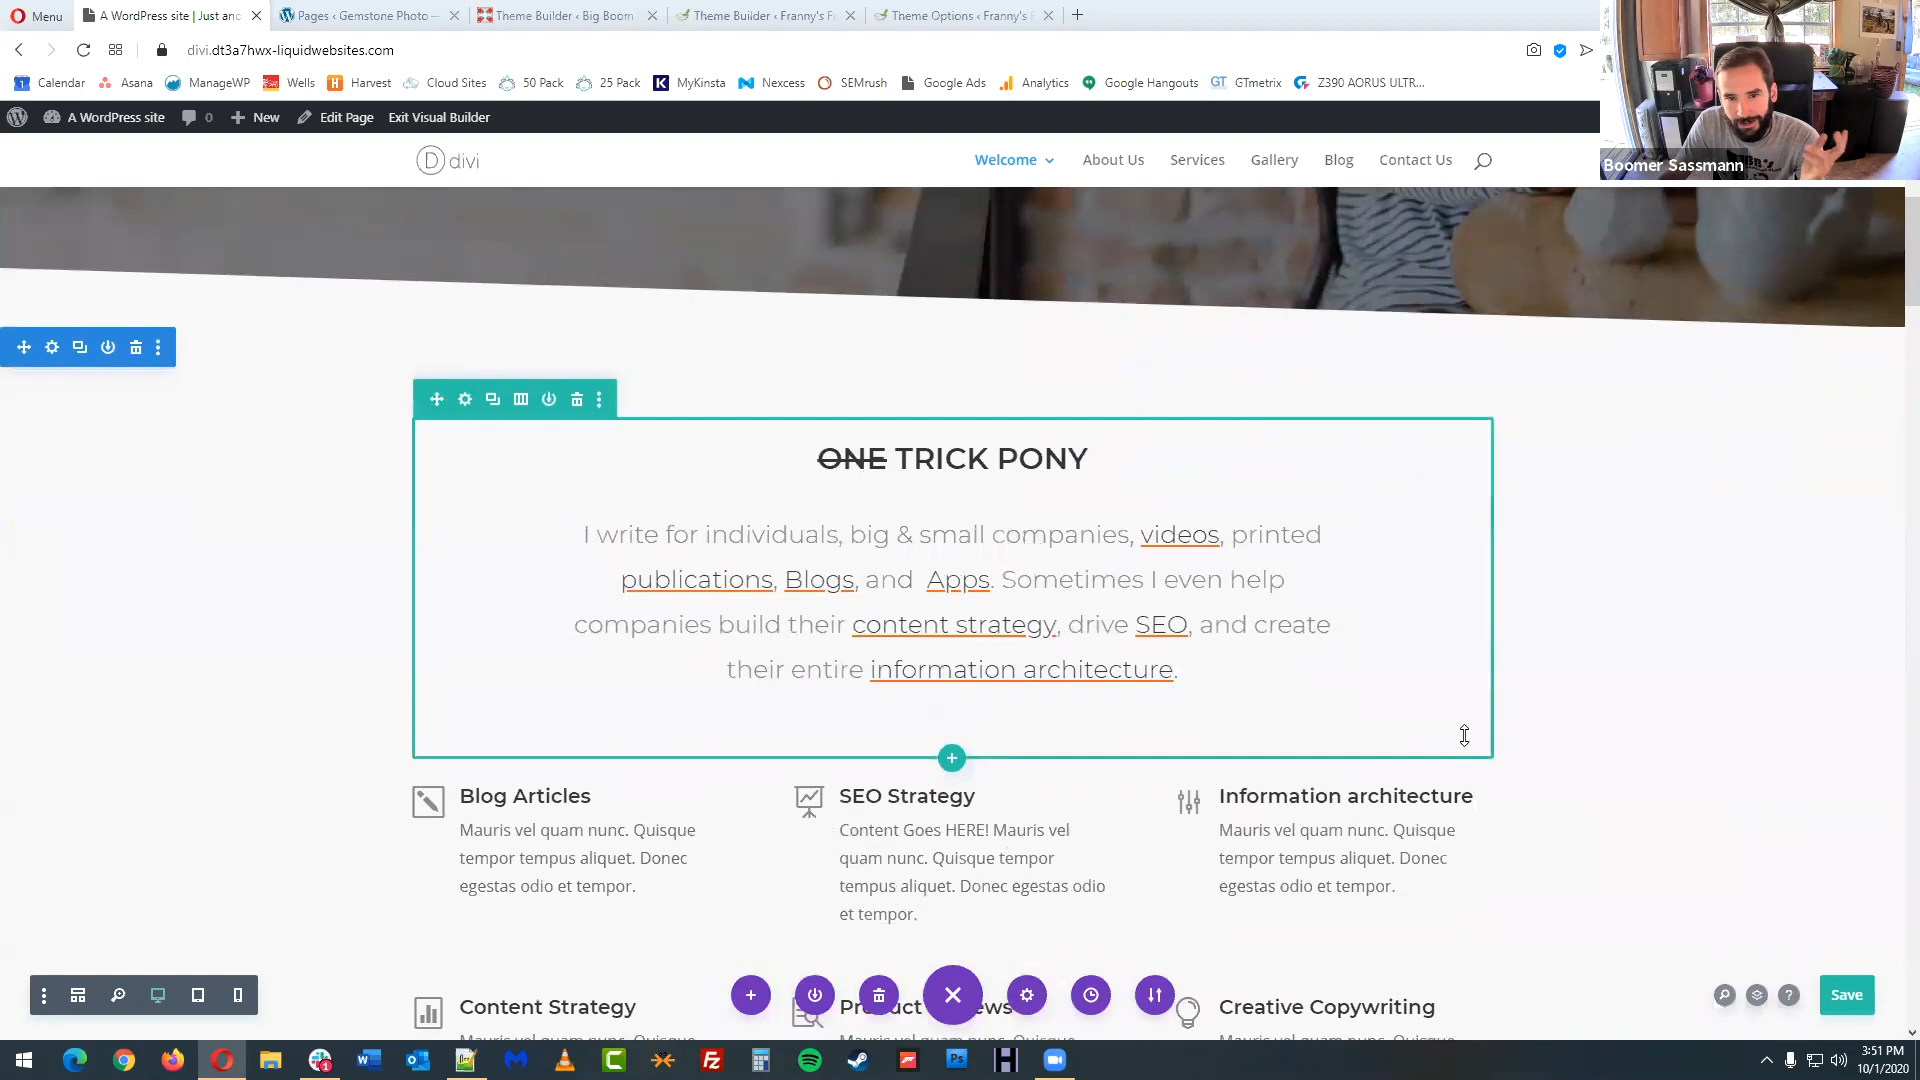 Menu
A WordPress site | Just and
Pages ‹ Gemstone Photo —
Theme Builder ‹ Big Boom
Theme Builder ‹ Franny's F
Theme Options ‹ Franny's F
divi.dt3a7hwx-liquidwebsites.com
Calendar
Asana
ManageWP
Wells
Harvest
Cloud Sites
50 Pack
25 Pack
MyKinsta
Nexcess
SEMrush
Google Ads
Analytics
Google Hangouts
GTmetrix
Z390 AORUS ULTR...
A WordPress site
0
New
Edit Page
Exit Visual Builder
Boomer Sassmann
divi
Welcome
About Us
Services
Gallery
Blog
Contact Us
ONE TRICK PONY
I write for individuals, big & small companies, videos, printed
publications, Blogs, and Apps. Sometimes I even help
companies build their content strategy, drive SEO, and create
their entire information architecture.
Blog Articles
Mauris vel quam nunc. Quisque
tempor tempus aliquet. Donec
egestas odio et tempor.
SEO Strategy
Content Goes HERE! Mauris vel
quam nunc. Quisque tempor
tempus aliquet. Donec egestas odio
et tempor.
Information architecture
Mauris vel quam nunc. Quisque
tempor tempus aliquet. Donec
egestas odio et tempor.
Content Strategy
Creative Copywriting
Save
3:51 PM
10/1/2020